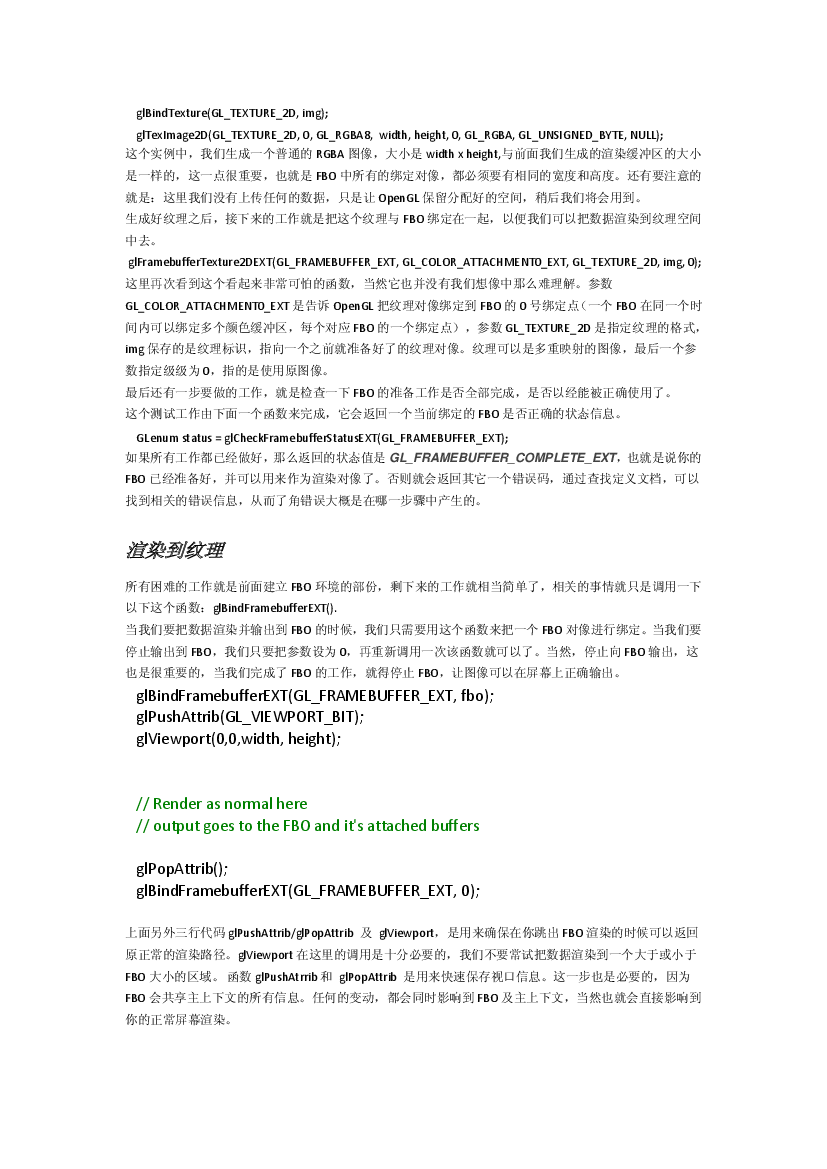 glBindTexture(GL_TEXTURE_2D, img);
glTexImage2D(GL_TEXTURE_2D, 0, GL_RGBA8,  width, height, 0, GL_RGBA, GL_UNSIGNED_BYTE, NULL);
这个实例中，我们生成一个普通的 RGBA 图像，大小是 width x height,与前面我们生成的渲染缓冲区的大小
是一样的，这一点很重要，也就是 FBO 中所有的绑定对像，都必须要有相同的宽度和高度。还有要注意的
就是：这里我们没有上传任何的数据，只是让 OpenGL 保留分配好的空间，稍后我们将会用到。
生成好纹理之后，接下来的工作就是把这个纹理与 FBO 绑定在一起，以便我们可以把数据渲染到纹理空间
中去。
glFramebufferTexture2DEXT(GL_FRAMEBUFFER_EXT, GL_COLOR_ATTACHMENT0_EXT, GL_TEXTURE_2D, img, 0);
这里再次看到这个看起来非常可怕的函数，当然它也并没有我们想像中那么难理解。参数
GL_COLOR_ATTACHMENT0_EXT 是告诉 OpenGL 把纹理对像绑定到 FBO 的 0 号绑定点（一个 FBO 在同一个时
间内可以绑定多个颜色缓冲区，每个对应 FBO 的一个绑定点），参数 GL_TEXTURE_2D 是指定纹理的格式，
img 保存的是纹理标识，指向一个之前就准备好了的纹理对像。纹理可以是多重映射的图像，最后一个参
数指定级级为 0，指的是使用原图像。
最后还有一步要做的工作，就是检查一下 FBO 的准备工作是否全部完成，是否以经能被正确使用了。
这个测试工作由下面一个函数来完成，它会返回一个当前绑定的 FBO 是否正确的状态信息。
GLenum status = glCheckFramebufferStatusEXT(GL_FRAMEBUFFER_EXT);
如果所有工作都已经做好，那么返回的状态值是 GL_FRAMEBUFFER_COMPLETE_EXT，也就是说你的
FBO 已经准备好，并可以用来作为渲染对像了。否则就会返回其它一个错误码，通过查找定义文档，可以
找到相关的错误信息，从而了角错误大概是在哪一步骤中产生的。
渲染到纹理
所有困难的工作就是前面建立 FBO 环境的部份，剩下来的工作就相当简单了，相关的事情就只是调用一下
以下这个函数：glBindFramebufferEXT().
当我们要把数据渲染并输出到 FBO 的时候，我们只需要用这个函数来把一个 FBO 对像进行绑定。当我们要
停止输出到 FBO，我们只要把参数设为 0，再重新调用一次该函数就可以了。当然，停止向 FBO 输出，这
也是很重要的，当我们完成了 FBO 的工作，就得停止 FBO，让图像可以在屏幕上正确输出。
glBindFramebufferEXT(GL_FRAMEBUFFER_EXT, fbo);
glPushAttrib(GL_VIEWPORT_BIT);
glViewport(0,0,width, height);
// Render as normal here
// output goes to the FBO and it's attached buffers
glPopAttrib();
glBindFramebufferEXT(GL_FRAMEBUFFER_EXT, 0);
上面另外三行代码 glPushAttrib/glPopAttrib 及 glViewport，是用来确保在你跳出 FBO 渲染的时候可以返回
原正常的渲染路径。glViewport 在这里的调用是十分必要的，我们不要常试把数据渲染到一个大于或小于
FBO 大小的区域。 函数 glPushAtrrib 和 glPopAttrib 是用来快速保存视口信息。这一步也是必要的，因为
FBO 会共享主上下文的所有信息。任何的变动，都会同时影响到 FBO 及主上下文，当然也就会直接影响到
你的正常屏幕渲染。